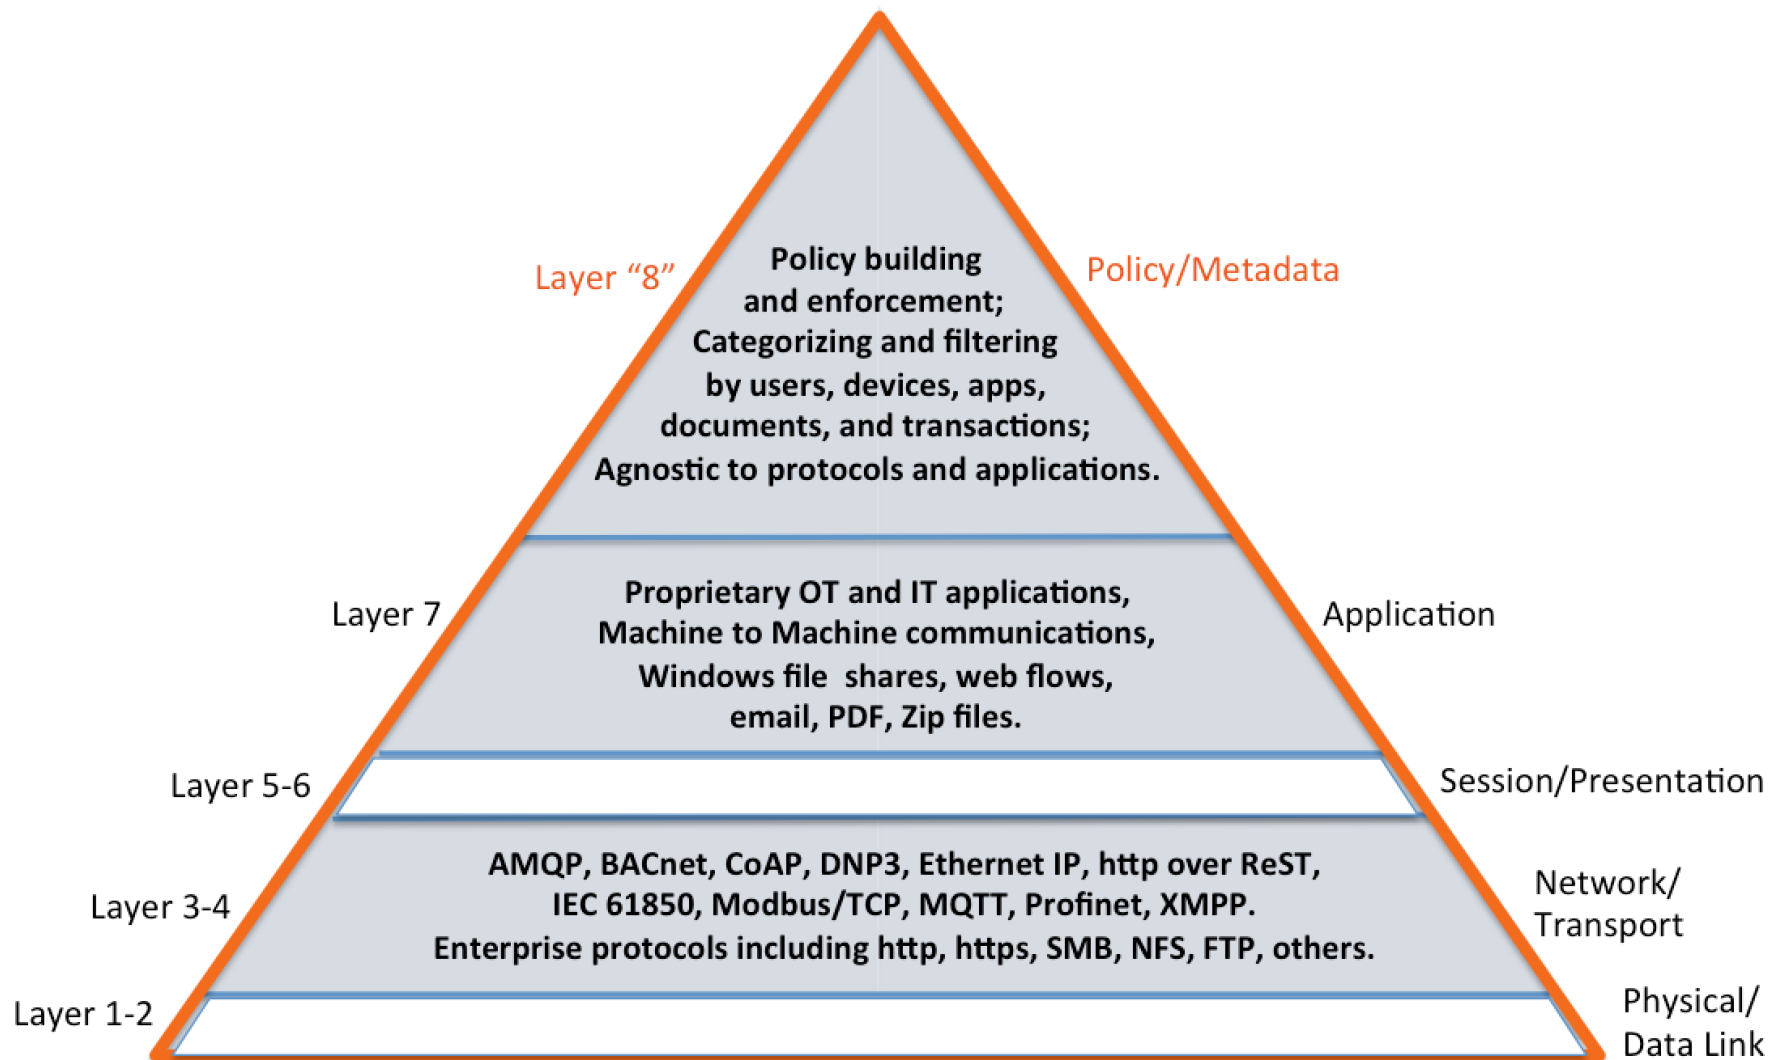 Layer “8”
Policy building
and enforcement;
Categorizing and filtering
by users, devices, apps,
documents, and transactions;
Agnostic to protocols and applications.
Policy/Metadata
Layer 7
Proprietary OT and IT applications,
Machine to Machine communications,
Windows file  shares, web flows,
email, PDF, Zip files.
Application
Layer 5-6
Session/Presentation
Layer 3-4
AMQP, BACnet, CoAP, DNP3, Ethernet IP, http over ReST,
IEC 61850, Modbus/TCP, MQTT, Profinet, XMPP.
Enterprise protocols including http, https, SMB, NFS, FTP, others.
Network/
Transport
Layer 1-2
Physical/
Data Link